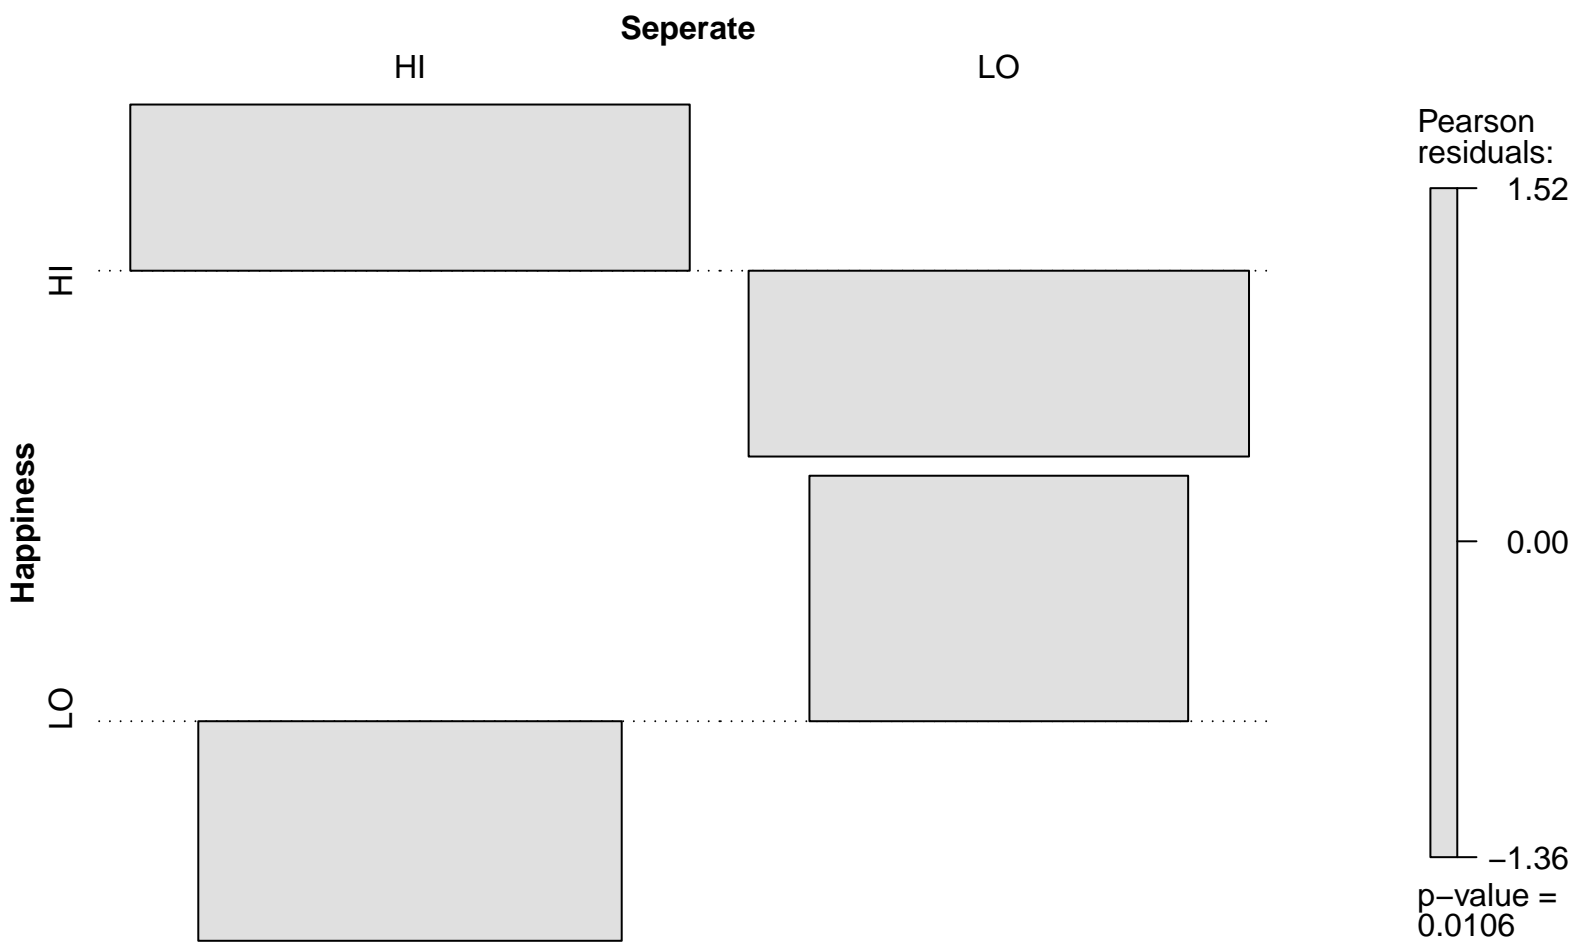 Seperate
HI
LO
HI
Happiness
LO
Pearson
residuals:
1.52
0.00
−1.36
p−value =
0.0106